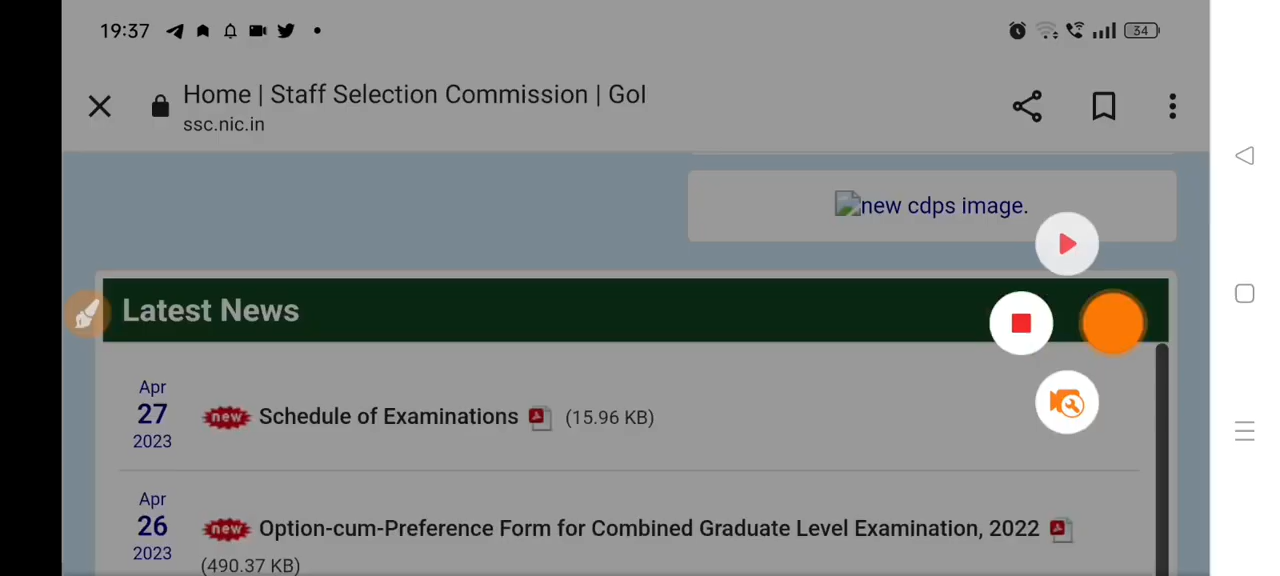 19:37
34
Home | Staff Selection Commission | GoI
ssc.nic.in
new cdps image.
Latest News
Apr
27
2023
new Schedule of Examinations (15.96 KB)
Apr
26
2023
new Option-cum-Preference Form for Combined Graduate Level Examination, 2022
(490.37 KB)